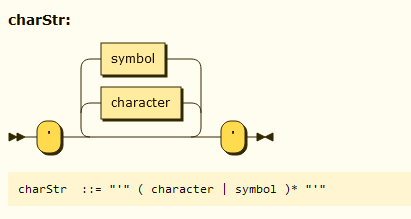 charStr:
symbol
character
' '
charStr ::= "'" ( character | symbol )* "'"